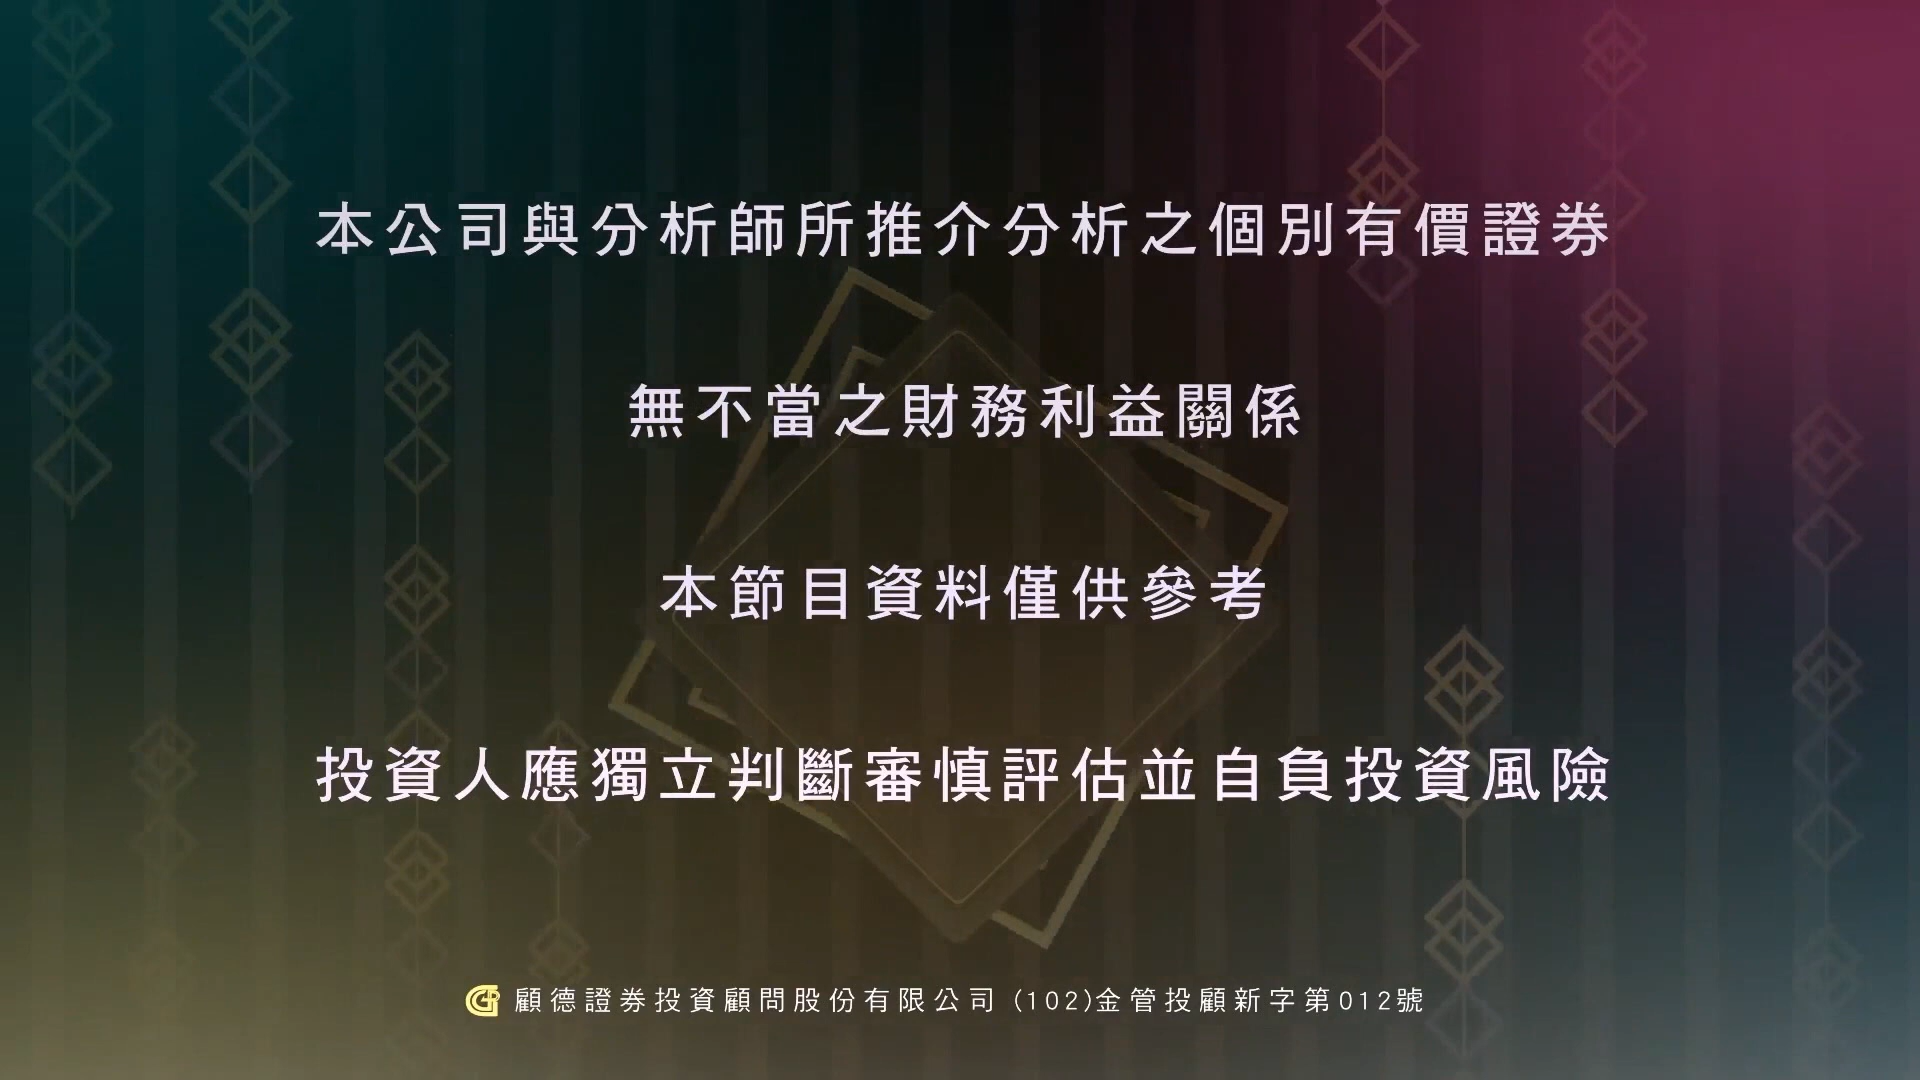 本公司與分析師所推介分析之個別有價證券
無不當之財務利益關係
本節目資料僅供參考
投資人應獨立判斷審慎評估並自負投資風險
顧德證券投資顧問股份有限公司 (102)金管投顧新字第012號